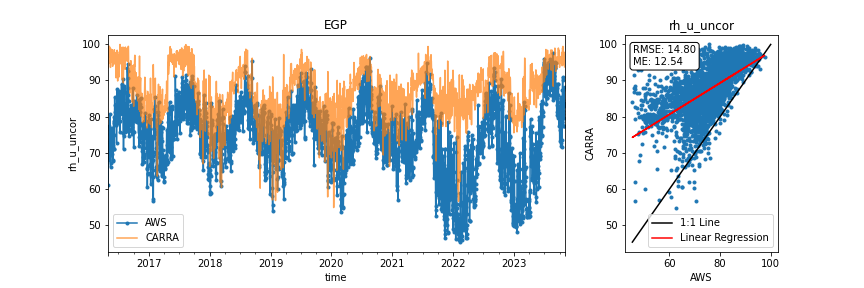 EGP
rh_u_uncor
100
90
80
70
60
50
AWS
CARRA
2017
2018
2019
2020
2021
2022
2023
time
rh_u_uncor
CARRA
100
90
80
70
60
50
RMSE: 14.80
ME: 12.54
1:1 Line
Linear Regression
60
80
100
AWS